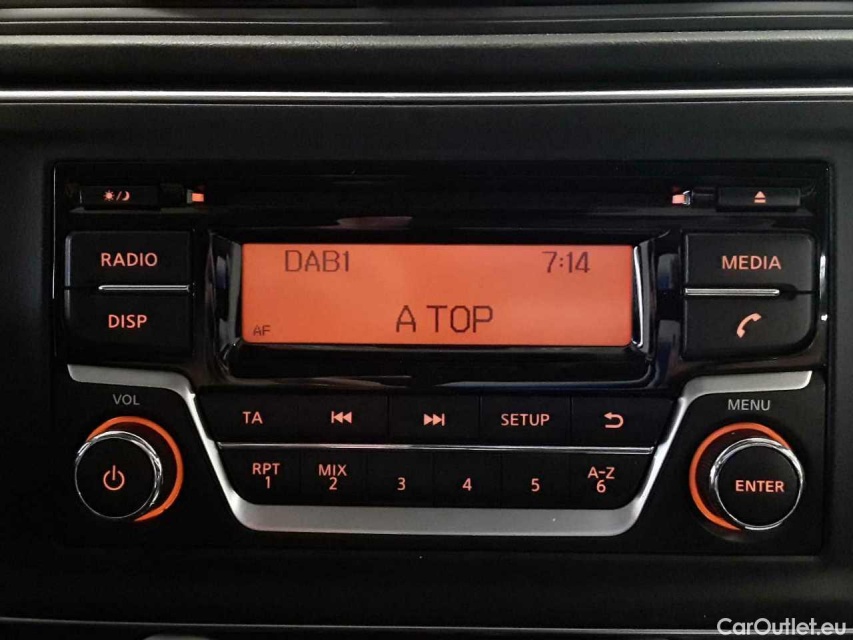 RADIO
DISP
DAB1 7:14
A TOP
AF
MEDIA
VOL
MENU
TA SETUP
RPT MIX A-Z
1 2 3 4 5 6
ENTER
CarOutlet.eu